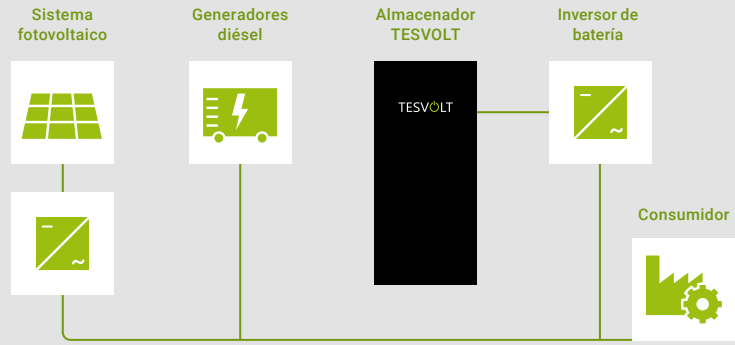 Sistema
fotovoltaico
Generadores
diésel
Almacenador
TESVOLT
Inversor de
batería
TESVOLT
Consumidor